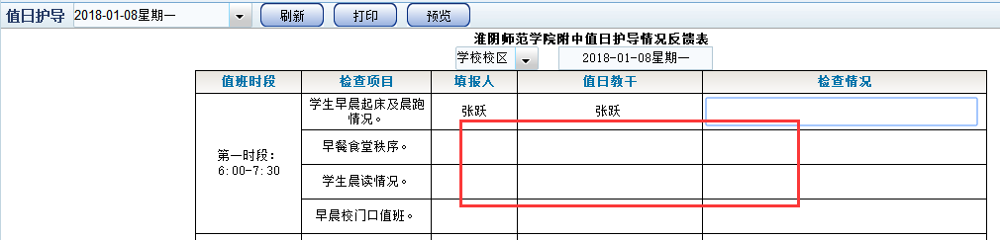 值日护导 2018-01-08星期一 刷新 打印 预览
淮阴师范学院附中值日护导情况反馈表
学校校区 2018-01-08星期一
值班时段 检查项目 填报人 值日教干 检查情况
第一时段：
6:00-7:30
学生早晨起床及晨跑
情况。
张跃 张跃
早餐食堂秩序。
学生晨读情况。
早晨校门口值班。